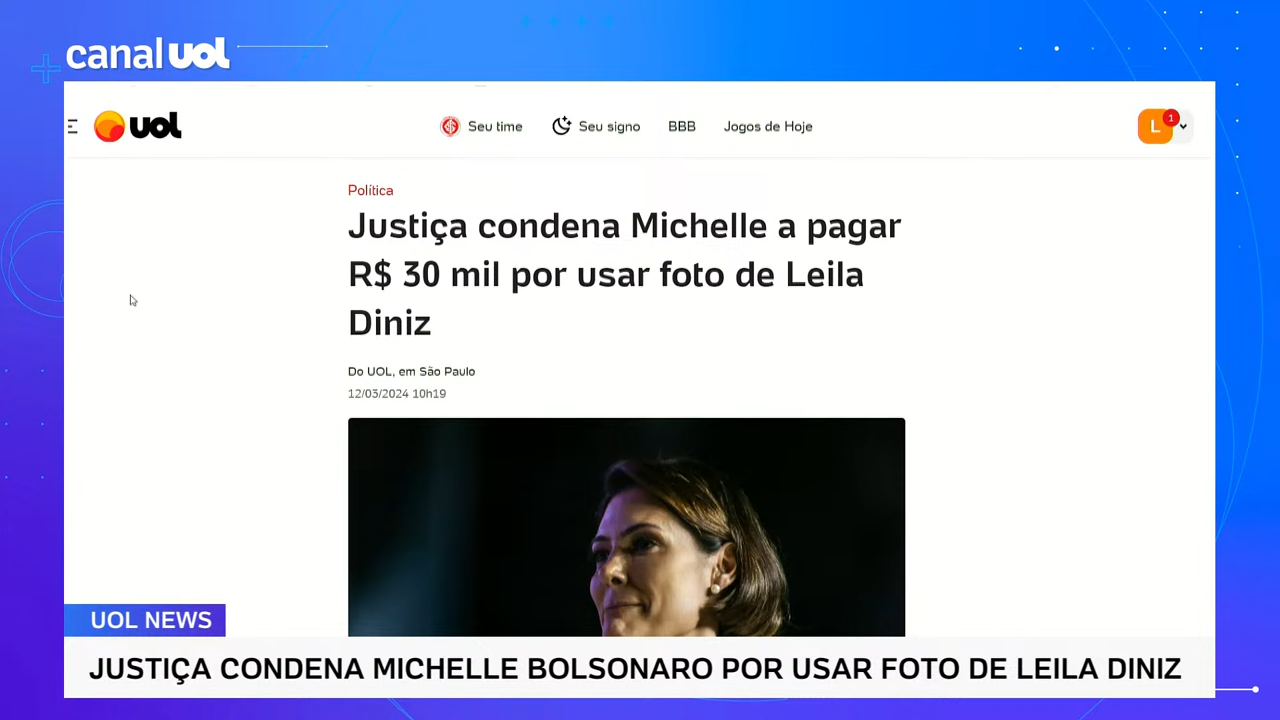 canal uol
uol
Seu time
Seu signo
BBB
Jogos de Hoje
L
1
Política
Justiça condena Michelle a pagar
R$ 30 mil por usar foto de Leila
Diniz
Do UOL, em São Paulo
12/03/2024 10h19
UOL NEWS
JUSTIÇA CONDENA MICHELLE BOLSONARO POR USAR FOTO DE LEILA DINIZ